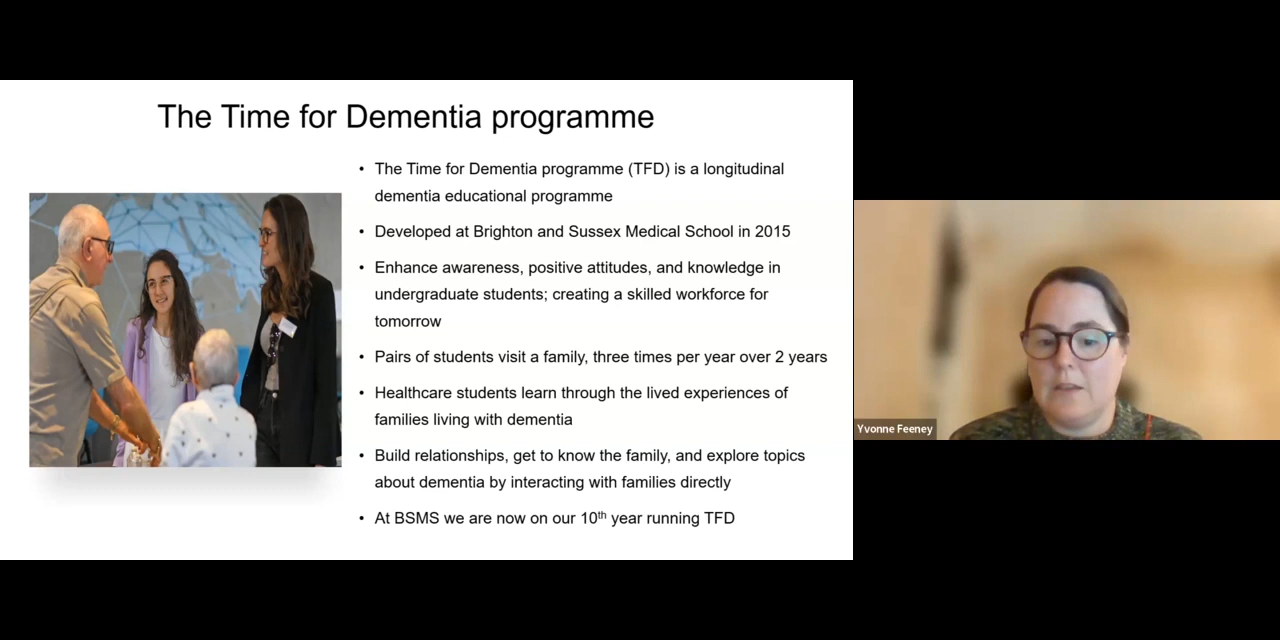 The Time for Dementia programme
• The Time for Dementia programme (TFD) is a longitudinal
dementia educational programme
• Developed at Brighton and Sussex Medical School in 2015
• Enhance awareness, positive attitudes, and knowledge in
undergraduate students; creating a skilled workforce for
tomorrow
• Pairs of students visit a family, three times per year over 2 years
• Healthcare students learn through the lived experiences of
families living with dementia
• Build relationships, get to know the family, and explore topics
about dementia by interacting with families directly
• At BSMS we are now on our 10th year running TFD
Yvonne Feeney